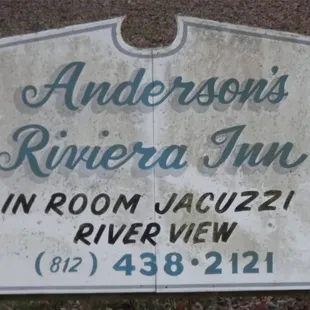 Anderson's
Riviera Inn
IN ROOM JACUZZI
RIVER VIEW
(812) 438·2121